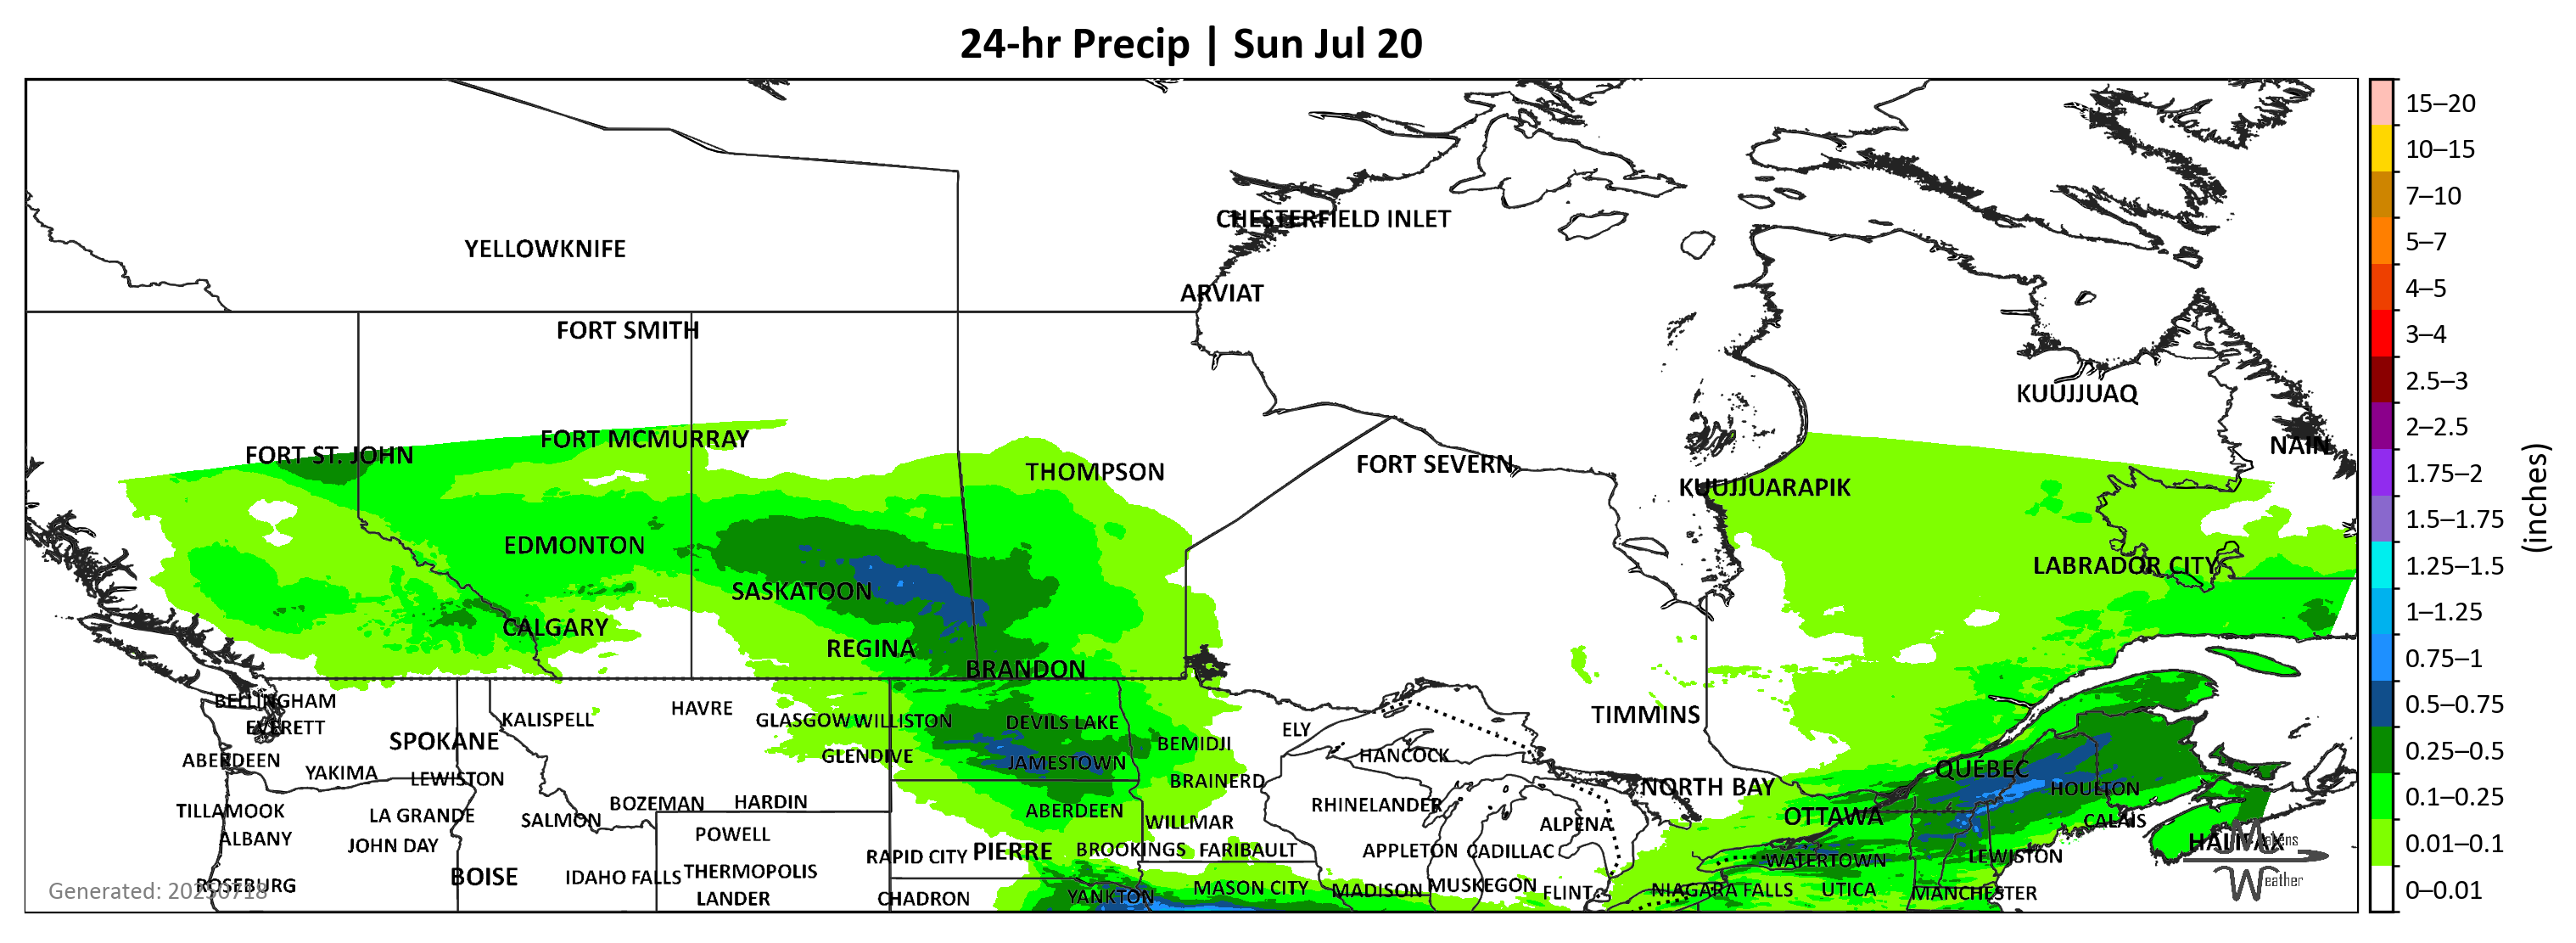 24-hr Precip | Sun Jul 20
CHESTERFIELD INLET
YELLOWKNIFE
ARVIAT
FORT SMITH
KUUJJUAQ
FORT ST. JOHN
FORT MCMURRAY
THOMPSON
FORT SEVERN
KUUJJUARAPIK
NAIN
EDMONTON
SASKATOON
LABRADOR CITY
CALGARY
REGINA
BRANDON
BELLINGHAM
EVERETT
KALISPELL
HAVRE
GLASGOW
WILLISTON
DEVILS LAKE
TIMMINS
SPOKANE
GLENDIVE
JAMESTOWN
BEMIDJI
ELY
HANCOCK
ABERDEEN
YAKIMA
LEWISTON
BRAINERD
NORTH BAY
QUÉBEC
HOULTON
TILLAMOOK
LA GRANDE
SALMON
BOZEMAN
HARDIN
ABERDEEN
WILLMAR
RHINELANDER
ALPENA
OTTAWA
CALAIS
ALBANY
JOHN DAY
POWELL
RAPID CITY
PIERRE
BROOKINGS
FARIBAULT
APPLETON
CADILLAC
WATERTOWN
LEWISTON
HALIFAX
ROSEBURG
BOISE
IDAHO FALLS
THERMOPOLIS
LANDER
CHADRON
YANKTON
MASON CITY
MADISON
MUSKEGON
FLINT
NIAGARA FALLS
UTICA
MANCHESTER
Generated: 20250718
Weather
15–20
10–15
7–10
5–7
4–5
3–4
2.5–3
2–2.5
1.75–2
1.5–1.75
1.25–1.5
1–1.25
0.75–1
0.5–0.75
0.25–0.5
0.1–0.25
0.01–0.1
0–0.01
(inches)